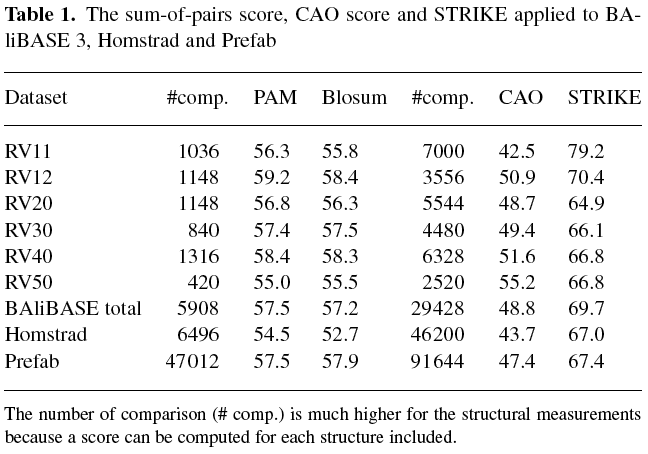 Table 1. The sum-of-pairs score, CAO score and STRIKE applied to BA-
liBASE 3, Homstrad and Prefab
Dataset #comp. PAM Blosum #comp. CAO STRIKE
RV11 1036 56.3 55.8 7000 42.5 79.2
RV12 1148 59.2 58.4 3556 50.9 70.4
RV20 1148 56.8 56.3 5544 48.7 64.9
RV30 840 57.4 57.5 4480 49.4 66.1
RV40 1316 58.4 58.3 6328 51.6 66.8
RV50 420 55.0 55.5 2520 55.2 66.8
BAliBASE total 5908 57.5 57.2 29428 48.8 69.7
Homstrad 6496 54.5 52.7 46200 43.7 67.0
Prefab 47012 57.5 57.9 91644 47.4 67.4
The number of comparison (# comp.) is much higher for the structural measurements
because a score can be computed for each structure included.